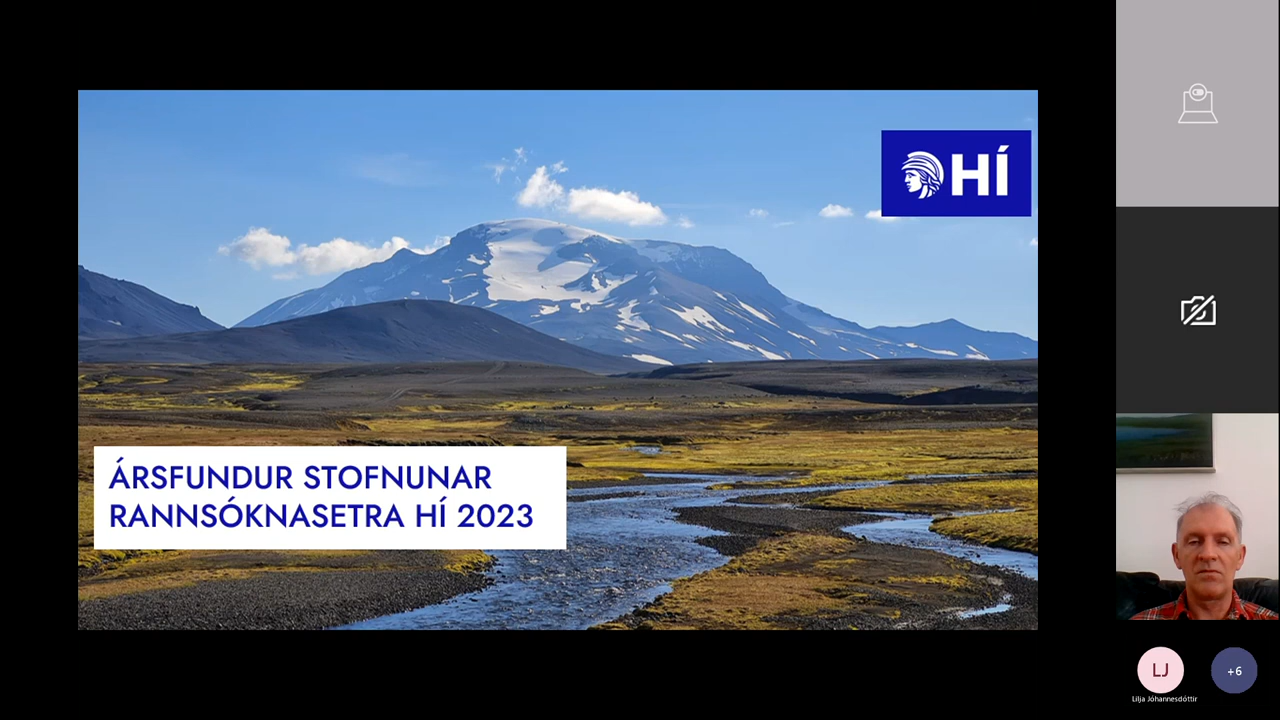 HÍ
ÁRSFUNDUR STOFNUNAR
RANNSÓKNASETRA HÍ 2023
LJ
+6
Lilja Jóhannesdóttir